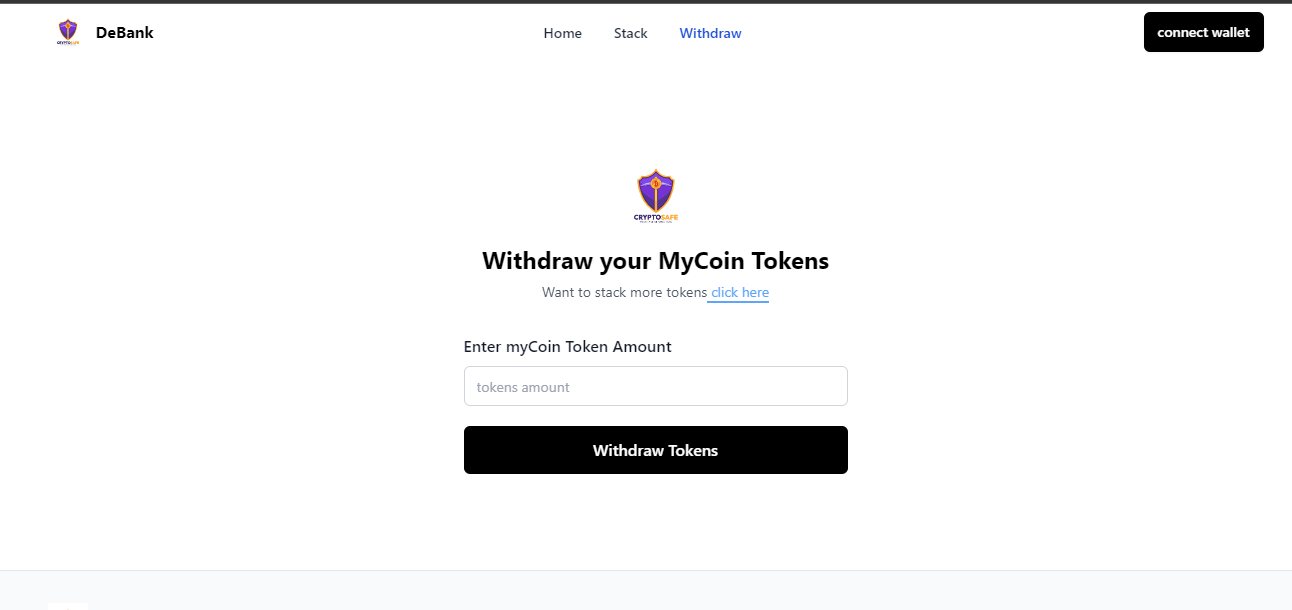 DeBank
Home
Stack
Withdraw
connect wallet
CRYPTOSAFE
CRYPTOSAFE
Withdraw your MyCoin Tokens
Want to stack more tokens click here
Enter myCoin Token Amount
tokens amount
Withdraw Tokens